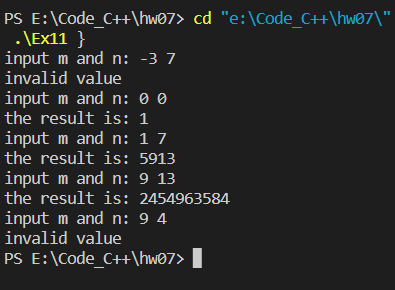 PS E:\Code_C++\hw07> cd "e:\Code_C++\hw07\"
.\Ex11 }
input m and n: -3 7
invalid value
input m and n: 0 0
the result is: 1
input m and n: 1 7
the result is: 5913
input m and n: 9 13
the result is: 2454963584
input m and n: 9 4
invalid value
PS E:\Code_C++\hw07>